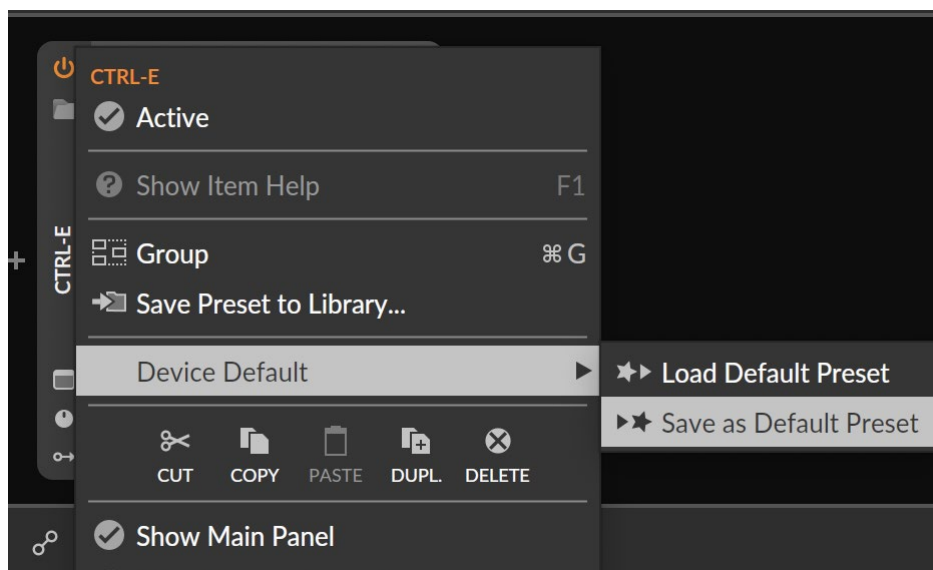 CTRL-E
CTRL-E
Active
Show Item Help F1
Group ⌘ G
Save Preset to Library...
Device Default
Load Default Preset
Save as Default Preset
CUT COPY PASTE DUPL. DELETE
Show Main Panel